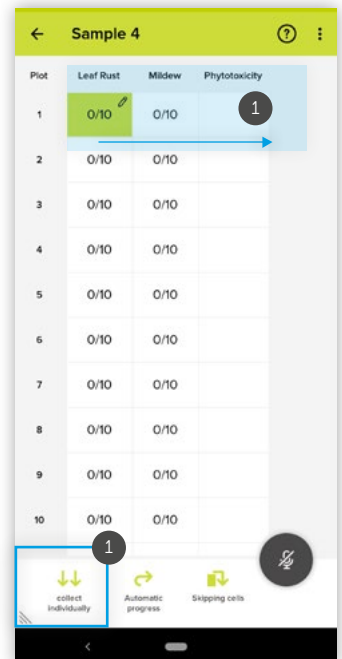 Sample 4
Plot Leaf Rust Mildew Phytotoxicity
1 0/10 0/10 1
2 0/10 0/10
3 0/10 0/10
4 0/10 0/10
5 0/10 0/10
6 0/10 0/10
7 0/10 0/10
8 0/10 0/10
9 0/10 0/10
10 0/10 0/10
1
collect individually
Automatic progress
Skipping cells